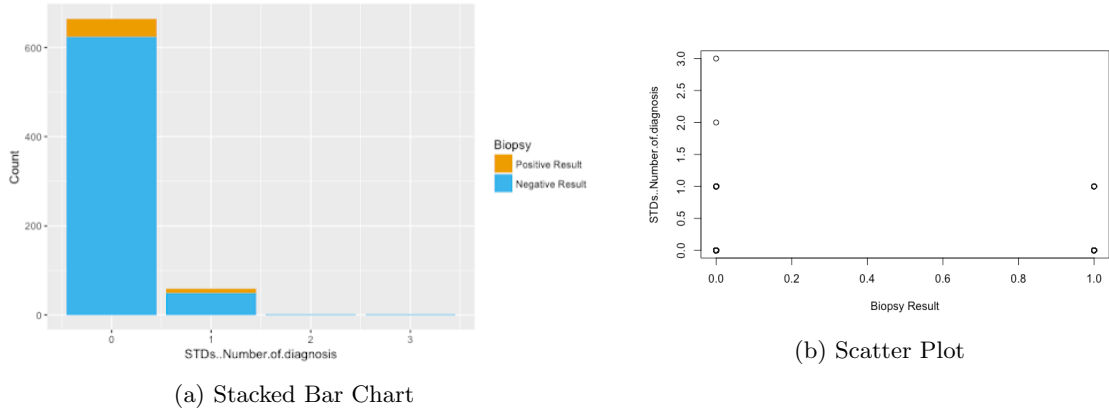 600
400
200
0
Count
0 1 2 3
STDs..Number.of.diagnosis
Biopsy
Positive Result
Negative Result
(a) Stacked Bar Chart
3.0
2.5
2.0
1.5
1.0
0.5
0.0
STDs..Number.of.diagnosis
0.0 0.2 0.4 0.6 0.8 1.0
Biopsy Result
(b) Scatter Plot